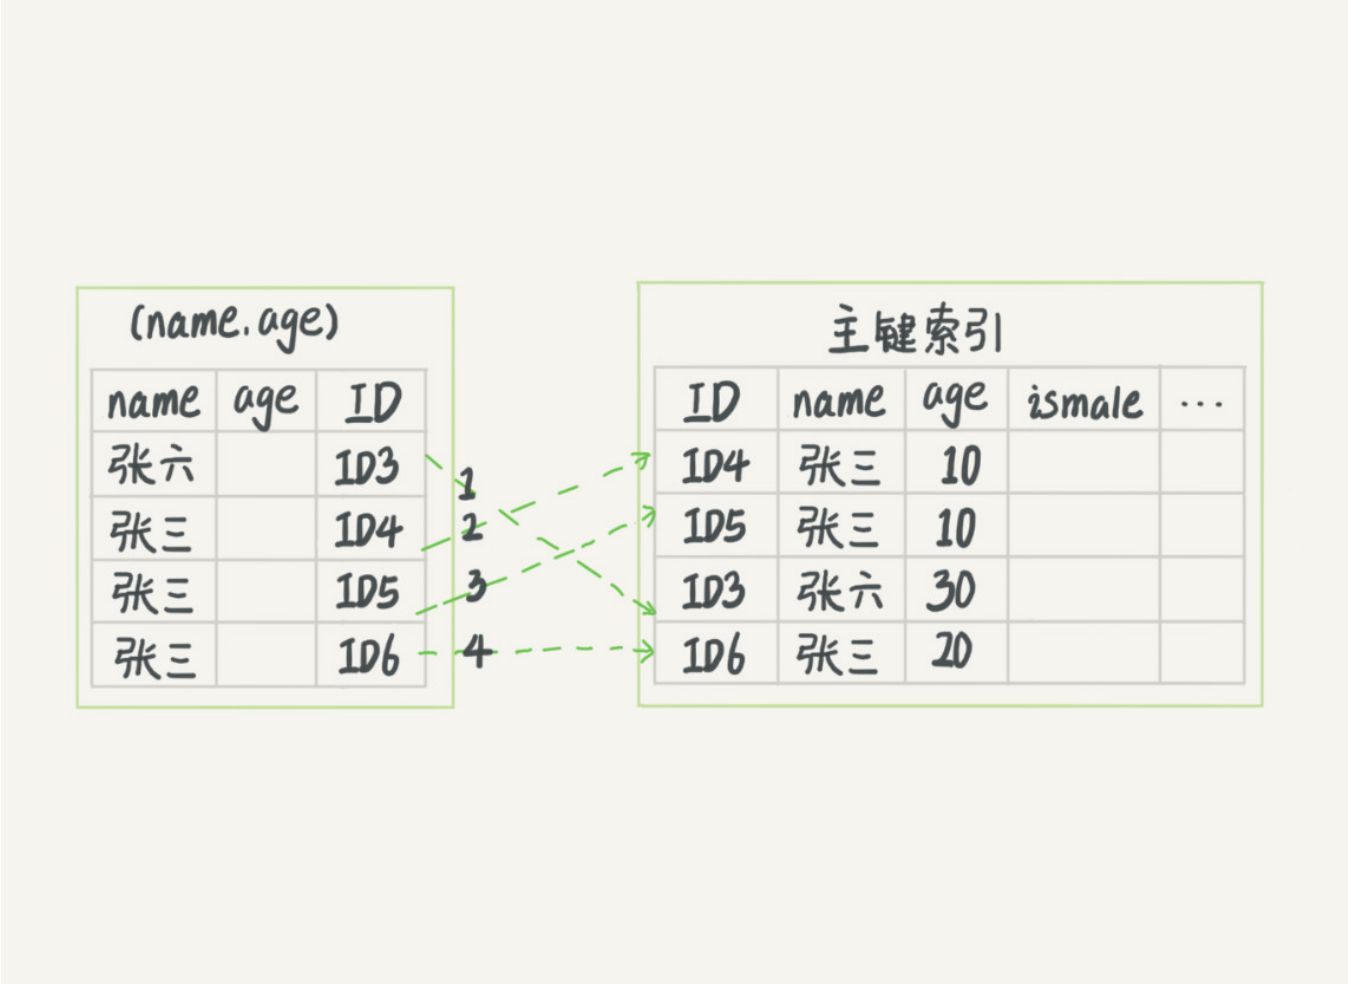 (name.age)
name age ID
张六 ID3
张三 ID4
张三 ID5
张三 ID6
1
2
3
4
主键索引
ID name age ismale ...
ID4 张三 10
ID5 张三 10
ID3 张六 30
ID6 张三 20